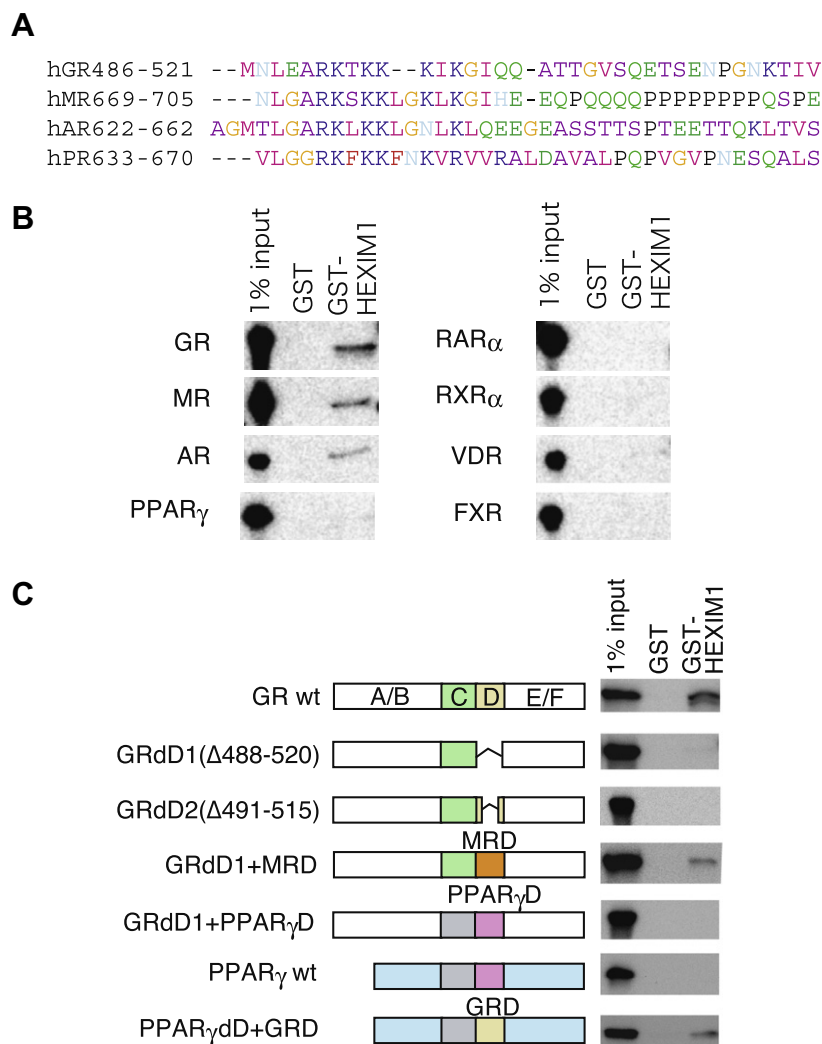 A
hGR486-521 --MNLEARKTKK--KIKGIQQ-ATTGVSQETSENPGNKTIV
hMR669-705 ---NLGARKSKKLGKLKGIHE-EQPQQQQPPPPPPPPQSPE
hAR622-662 AGMTLGARKLKKLGNLKLQEEGEASSTTSPTEETTQKLTVS
hPR633-670 ---VLGGRKFKKFNKVRVVRALDAVALPQPVGVPNESQALS
B
1% input
GST
GST-
HEXIM1
GR
MR
AR
PPARγ
1% input
GST
GST-
HEXIM1
RARα
RXRα
VDR
FXR
C
1% input
GST
GST-
HEXIM1
GR wt A/B C D E/F
GRdD1(Δ488-520)
GRdD2(Δ491-515)
MRD
GRdD1+MRD
PPARγD
GRdD1+PPARγD
PPARγ wt
GRD
PPARγdD+GRD